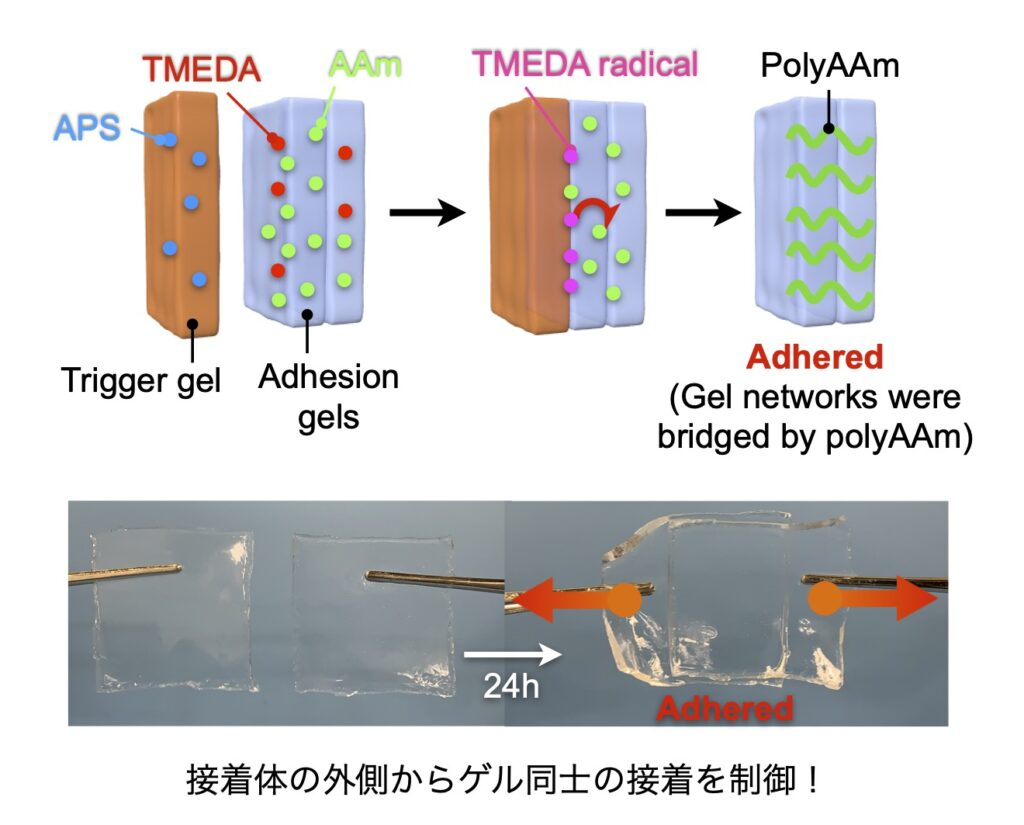 TMEDA
AAm
TMEDA radical
PolyAAm
APS
Trigger gel
Adhesion
gels
Adhered
(Gel networks were
bridged by polyAAm)
24h
Adhered
接着体の外側からゲル同士の接着を制御！